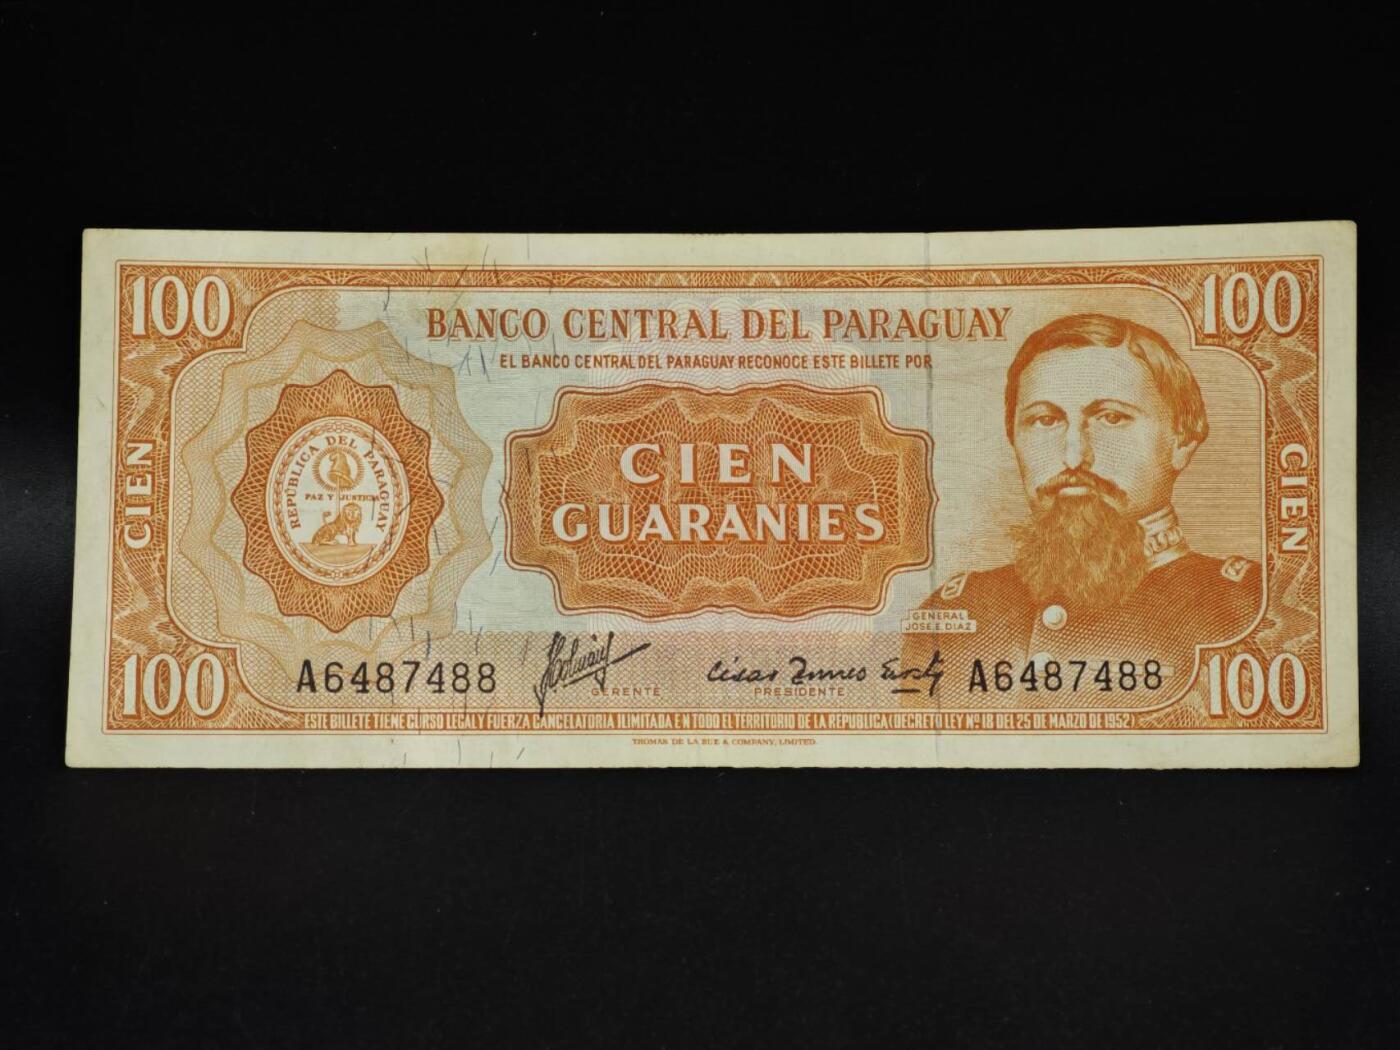 100
100
BANCO CENTRAL DEL PARAGUAY
EL BANCO CENTRAL DEL PARAGUAY RECONOCE ESTE BILLETE POR
CIEN
REPÚBLICA DEL PARAGUAY
PAZ Y JUSTICIA
CIEN
GUARANIES
CIEN
GENERAL
JOSE E. DIAZ
100
A6487488
GERENTE
PRESIDENTE
A6487488
100
ESTE BILLETE TIENE CURSO LEGAL Y FUERZA CANCELATORIA ILIMITADA EN TODO EL TERRITORIO DE LA REPUBLICA (DECRETO LEY Nº 18 DEL 25 DE MARZO DE 1952)
THOMAS DE LA RUE & COMPANY, LIMITED.